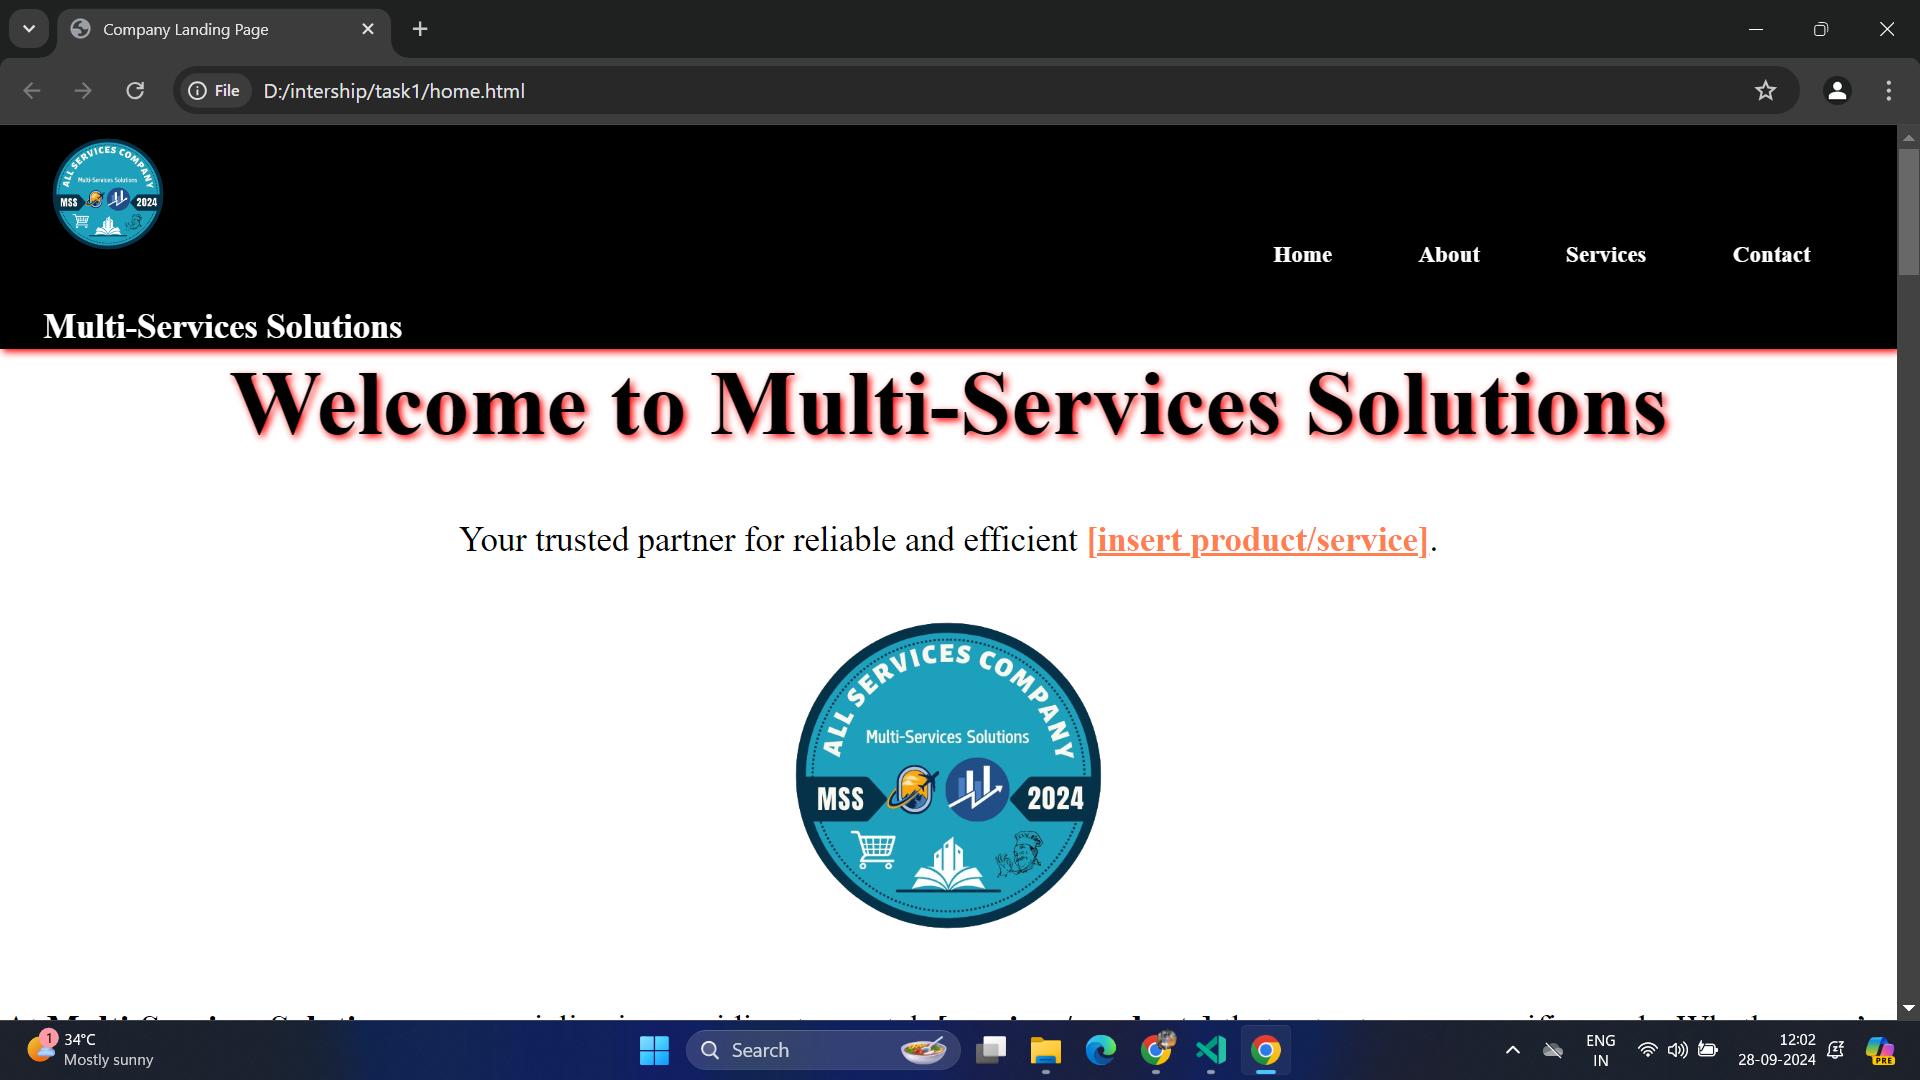 Company Landing Page
File D:/intership/task1/home.html
ALL SERVICES COMPANY
Multi-Services Solutions
MSS 2024
Home About Services Contact
Multi-Services Solutions
Welcome to Multi-Services Solutions
Your trusted partner for reliable and efficient [insert product/service].
ALL SERVICES COMPANY
Multi-Services Solutions
MSS 2024
1
34°C
Mostly sunny
Search
ENG
IN
12:02
28-09-2024
PRE